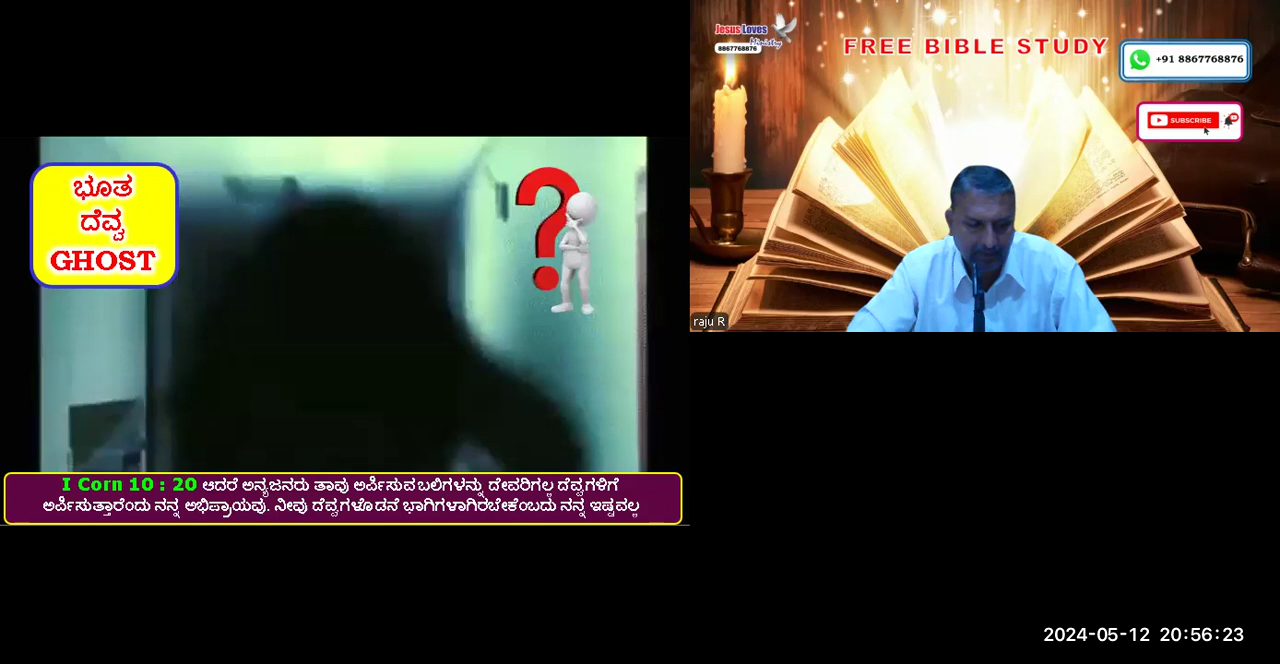 ಭೂತ
ದೆವ್ವ
GHOST
I Corn 10 : 20 ಆದರೆ ಅನ್ಯಜನರು ತಾವು ಅರ್ಪಿಸುವ ಬಲಿಗಳನ್ನು ದೇವರಿಗಲ್ಲ ದೆವ್ವಗಳಿಗೆ
ಅರ್ಪಿಸುತ್ತಾರೆಂದು ನನ್ನ ಅಭಿಪ್ರಾಯವು. ನೀವು ದೆವ್ವಗಳೊಡನೆ ಭಾಗಿಗಳಾಗಿರಬೇಕೆಂಬದು ನನ್ನ ಇಷ್ಟವಲ್ಲ
Jesus Loves
Ministry
8867768876
FREE BIBLE STUDY
+91 8867768876
SUBSCRIBE
raju R
2024-05-12 20:56:23